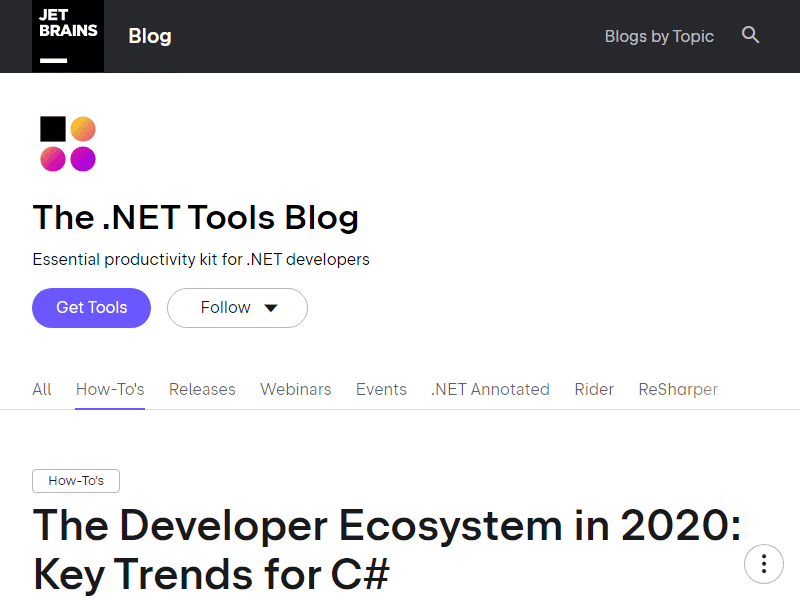 JET
BRAINS
Blog
Blogs by Topic
The .NET Tools Blog
Essential productivity kit for .NET developers
Get Tools
Follow
All How-To's Releases Webinars Events .NET Annotated Rider ReSharper
How-To's
The Developer Ecosystem in 2020:
Key Trends for C#